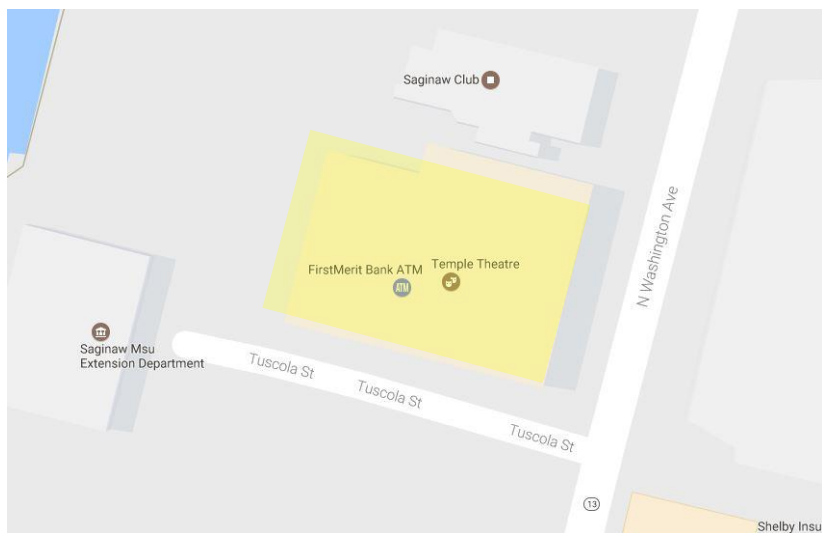 Saginaw Club
N Washington Ave
Temple Theatre
FirstMerit Bank ATM
ATM
Saginaw Msu
Extension Department
Tuscola St
Tuscola St
Tuscola St
13
Shelby Insu